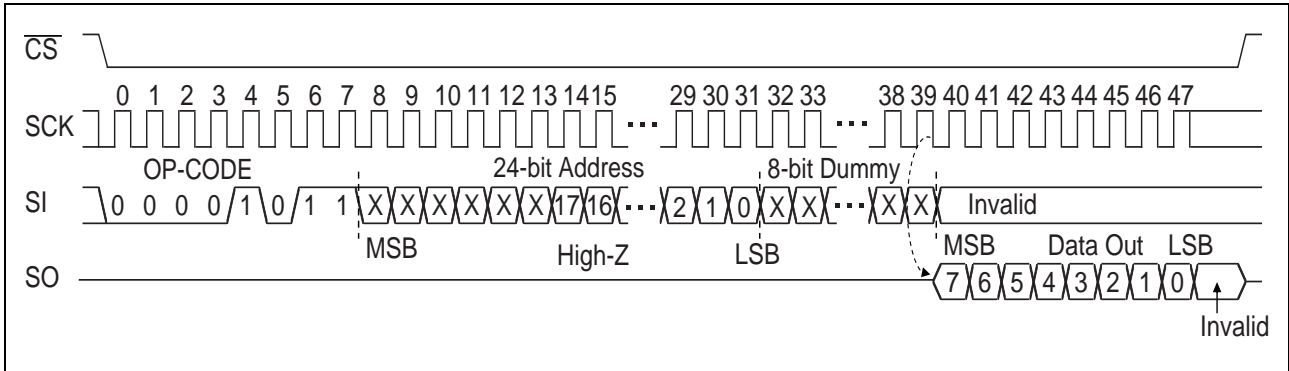 CS
0 1 2 3 4 5 6 7 8 9 10 11 12 13 14 15 29 30 31 32 33 38 39 40 41 42 43 44 45 46 47
SCK
OP-CODE 24-bit Address 8-bit Dummy
SI 0 0 0 0 1 0 1 1 X X X X X X 17 16 2 1 0 X X X X Invalid
MSB High-Z LSB MSB Data Out LSB
SO 7 6 5 4 3 2 1 0
Invalid